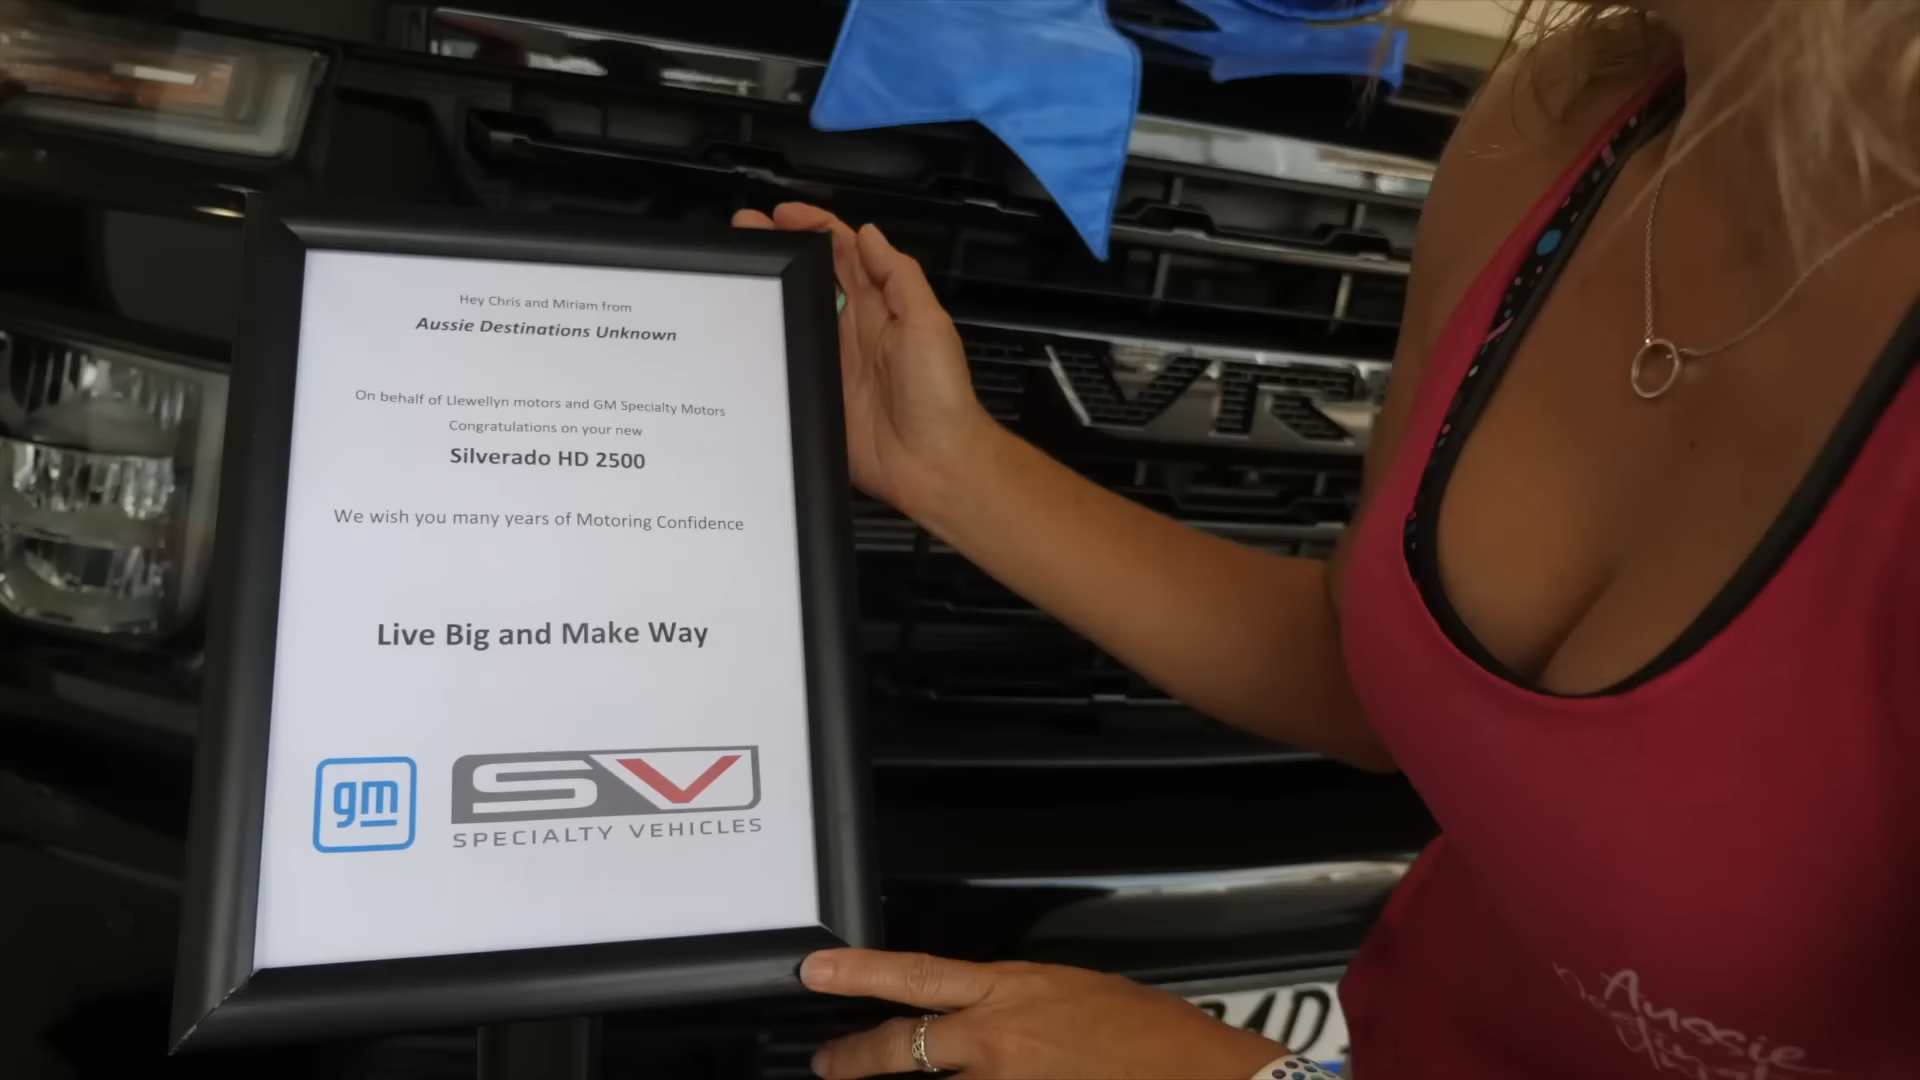 Hey Chris and Miriam from
Aussie Destinations Unknown
On behalf of Llewellyn motors and GM Specialty Motors
Congratulations on your new
Silverado HD 2500
We wish you many years of Motoring Confidence
Live Big and Make Way
gm
SV
SPECIALTY VEHICLES
Aussie